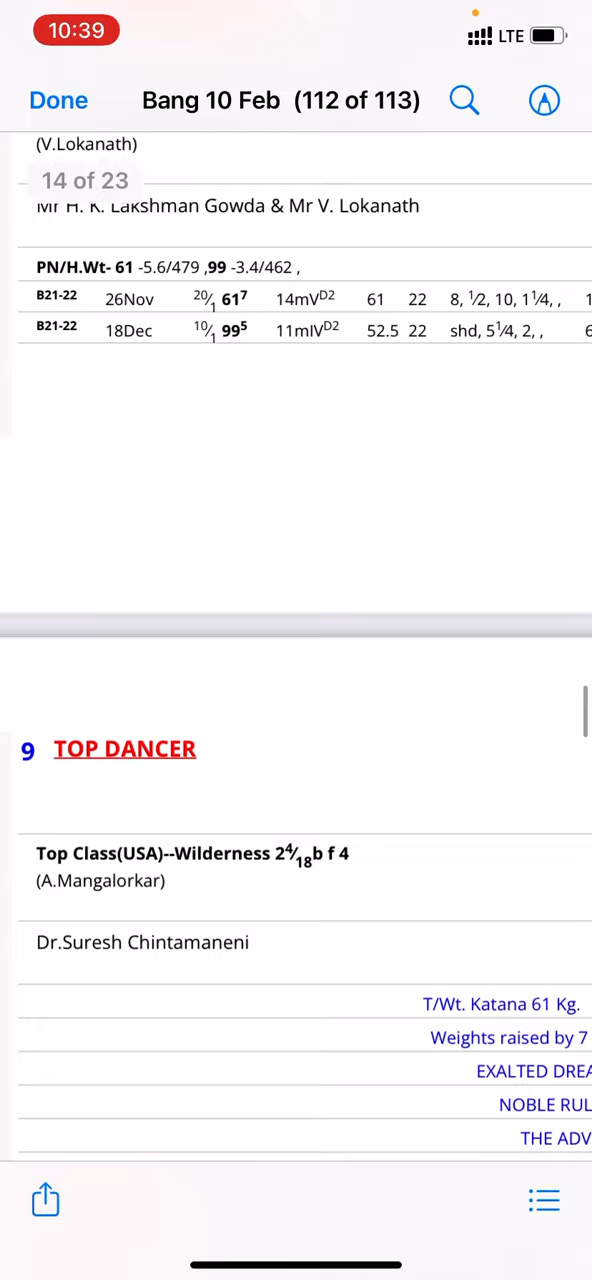 10:39
LTE
Done Bang 10 Feb (112 of 113)
(V.Lokanath)
14 of 23
Mr H. K. Lakshman Gowda & Mr V. Lokanath
PN/H.Wt- 61 -5.6/479 ,99 -3.4/462 ,
B21-22 26Nov 20/1 61⁷ 14mVᴰ² 61 22 8, ½, 10, 1¼, , 1
B21-22 18Dec 10/1 99⁵ 11mIVᴰ² 52.5 22 shd, 5¼, 2, , 6
9 TOP DANCER
Top Class(USA)--Wilderness 2⁴⁄₁₈b f 4
(A.Mangalorkar)
Dr.Suresh Chintamaneni
T/Wt. Katana 61 Kg.
Weights raised by 7
EXALTED DREA
NOBLE RUL
THE ADV